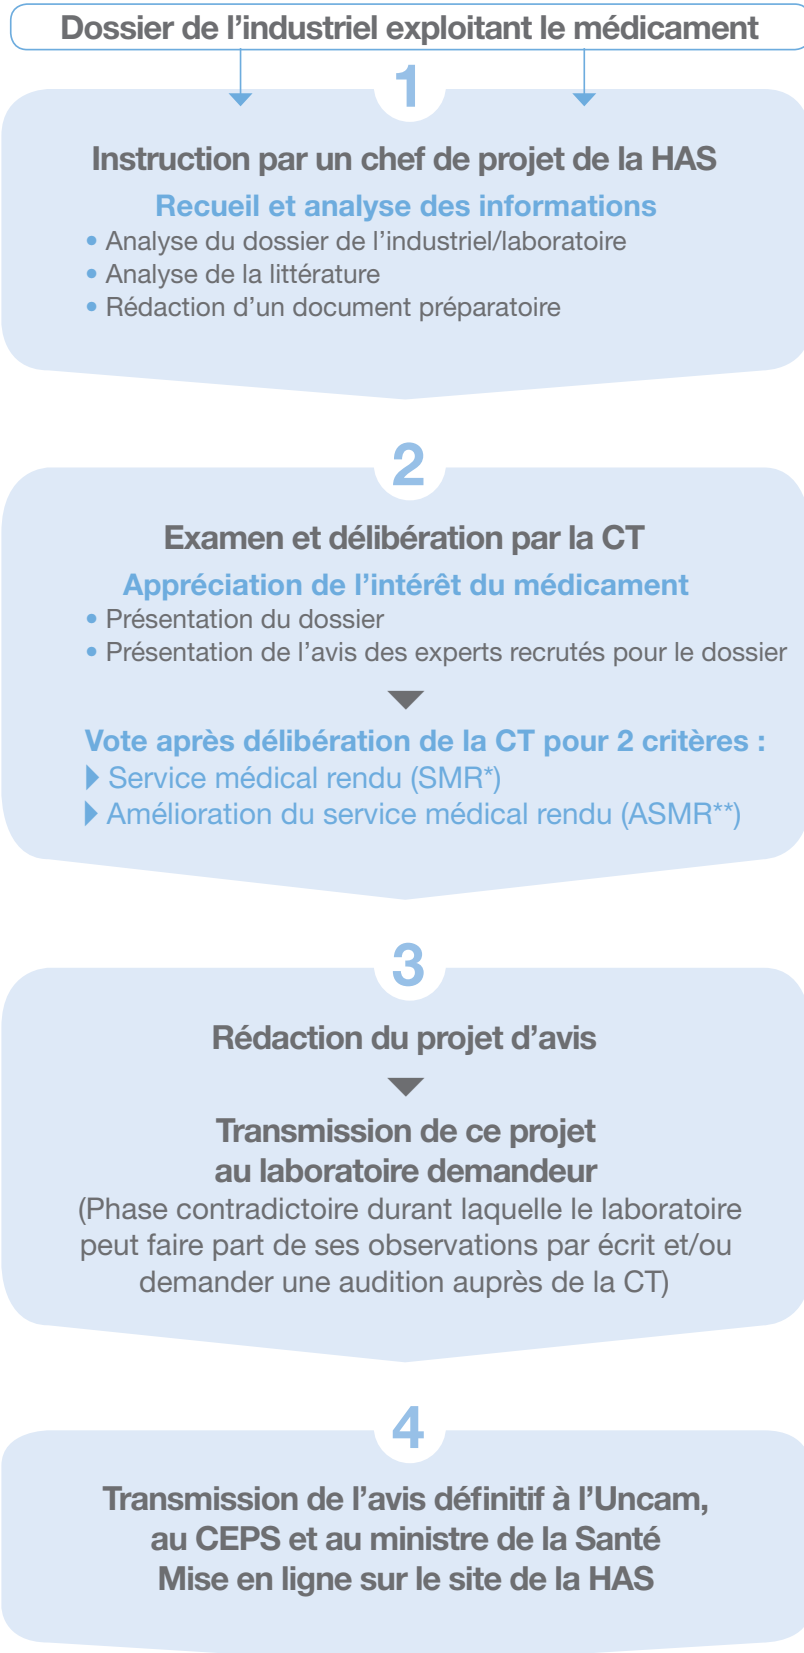 Dossier de l’industriel exploitant le médicament
1
Instruction par un chef de projet de la HAS
Recueil et analyse des informations
• Analyse du dossier de l’industriel/laboratoire
• Analyse de la littérature
• Rédaction d’un document préparatoire
2
Examen et délibération par la CT
Appréciation de l’intérêt du médicament
• Présentation du dossier
• Présentation de l’avis des experts recrutés pour le dossier
Vote après délibération de la CT pour 2 critères :
Service médical rendu (SMR*)
Amélioration du service médical rendu (ASMR**)
3
Rédaction du projet d’avis
Transmission de ce projet
au laboratoire demandeur
(Phase contradictoire durant laquelle le laboratoire
peut faire part de ses observations par écrit et/ou
demander une audition auprès de la CT)
4
Transmission de l’avis définitif à l’Uncam,
au CEPS et au ministre de la Santé
Mise en ligne sur le site de la HAS